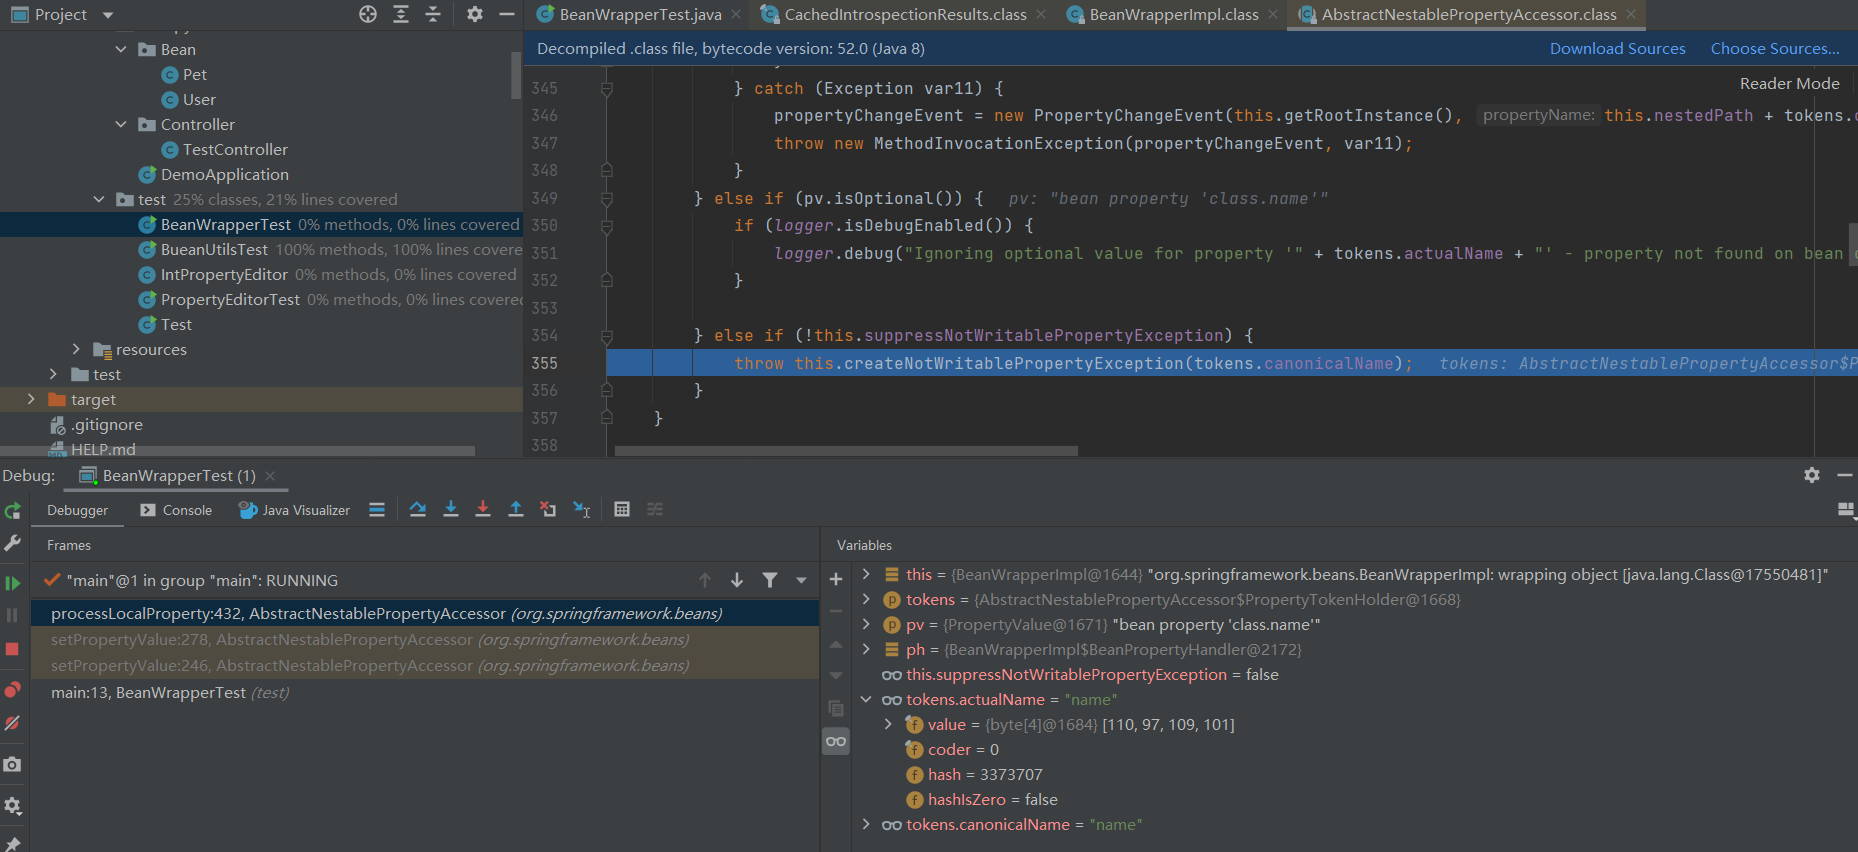 Project
BeanWrapperTest.java
CachedIntrospectionResults.class
BeanWrapperImpl.class
AbstractNestablePropertyAccessor.class
Bean
Pet
User
Controller
TestController
DemoApplication
test 25% classes, 21% lines covered
BeanWrapperTest 0% methods, 0% lines covered
BueanUtilsTest 100% methods, 100% lines covere
IntPropertyEditor 0% methods, 0% lines covered
PropertyEditorTest 0% methods, 0% lines covere
Test
resources
test
target
.gitignore
HELP.md
Decompiled .class file, bytecode version: 52.0 (Java 8)
Download Sources
Choose Sources...
Reader Mode
345 } catch (Exception var11) {
346 propertyChangeEvent = new PropertyChangeEvent(this.getRootInstance(), propertyName: this.nestedPath + tokens.
347 throw new MethodInvocationException(propertyChangeEvent, var11);
348 }
349 } else if (pv.isOptional()) { pv: "bean property 'class.name'"
350 if (logger.isDebugEnabled()) {
351 logger.debug("Ignoring optional value for property '" + tokens.actualName + "' - property not found on bean
352 }
353
354 } else if (!this.suppressNotWritablePropertyException) {
355 throw this.createNotWritablePropertyException(tokens.canonicalName); tokens: AbstractNestablePropertyAccessor$P
356 }
357 }
358
Debug:
BeanWrapperTest (1)
Debugger
Console
Java Visualizer
Frames
"main"@1 in group "main": RUNNING
processLocalProperty:432, AbstractNestablePropertyAccessor (org.springframework.beans)
setPropertyValue:278, AbstractNestablePropertyAccessor (org.springframework.beans)
setPropertyValue:246, AbstractNestablePropertyAccessor (org.springframework.beans)
main:13, BeanWrapperTest (test)
Variables
this = {BeanWrapperImpl@1644} "org.springframework.beans.BeanWrapperImpl: wrapping object [java.lang.Class@17550481]"
tokens = {AbstractNestablePropertyAccessor$PropertyTokenHolder@1668}
pv = {PropertyValue@1671} "bean property 'class.name'"
ph = {BeanWrapperImpl$BeanPropertyHandler@2172}
this.suppressNotWritablePropertyException = false
tokens.actualName = "name"
value = {byte[4]@1684} [110, 97, 109, 101]
coder = 0
hash = 3373707
hashIsZero = false
tokens.canonicalName = "name"